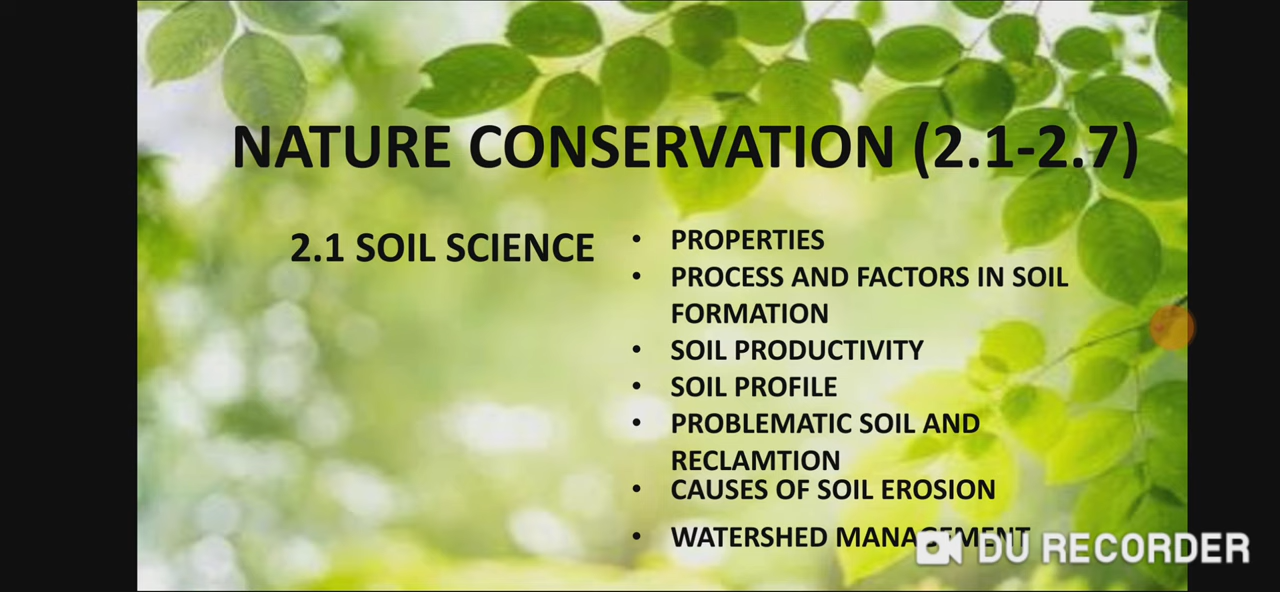 NATURE CONSERVATION (2.1-2.7)
2.1 SOIL SCIENCE
• PROPERTIES
• PROCESS AND FACTORS IN SOIL
FORMATION
• SOIL PRODUCTIVITY
• SOIL PROFILE
• PROBLEMATIC SOIL AND
RECLAMTION
• CAUSES OF SOIL EROSION
• WATERSHED MANAGEMENT
DU RECORDER